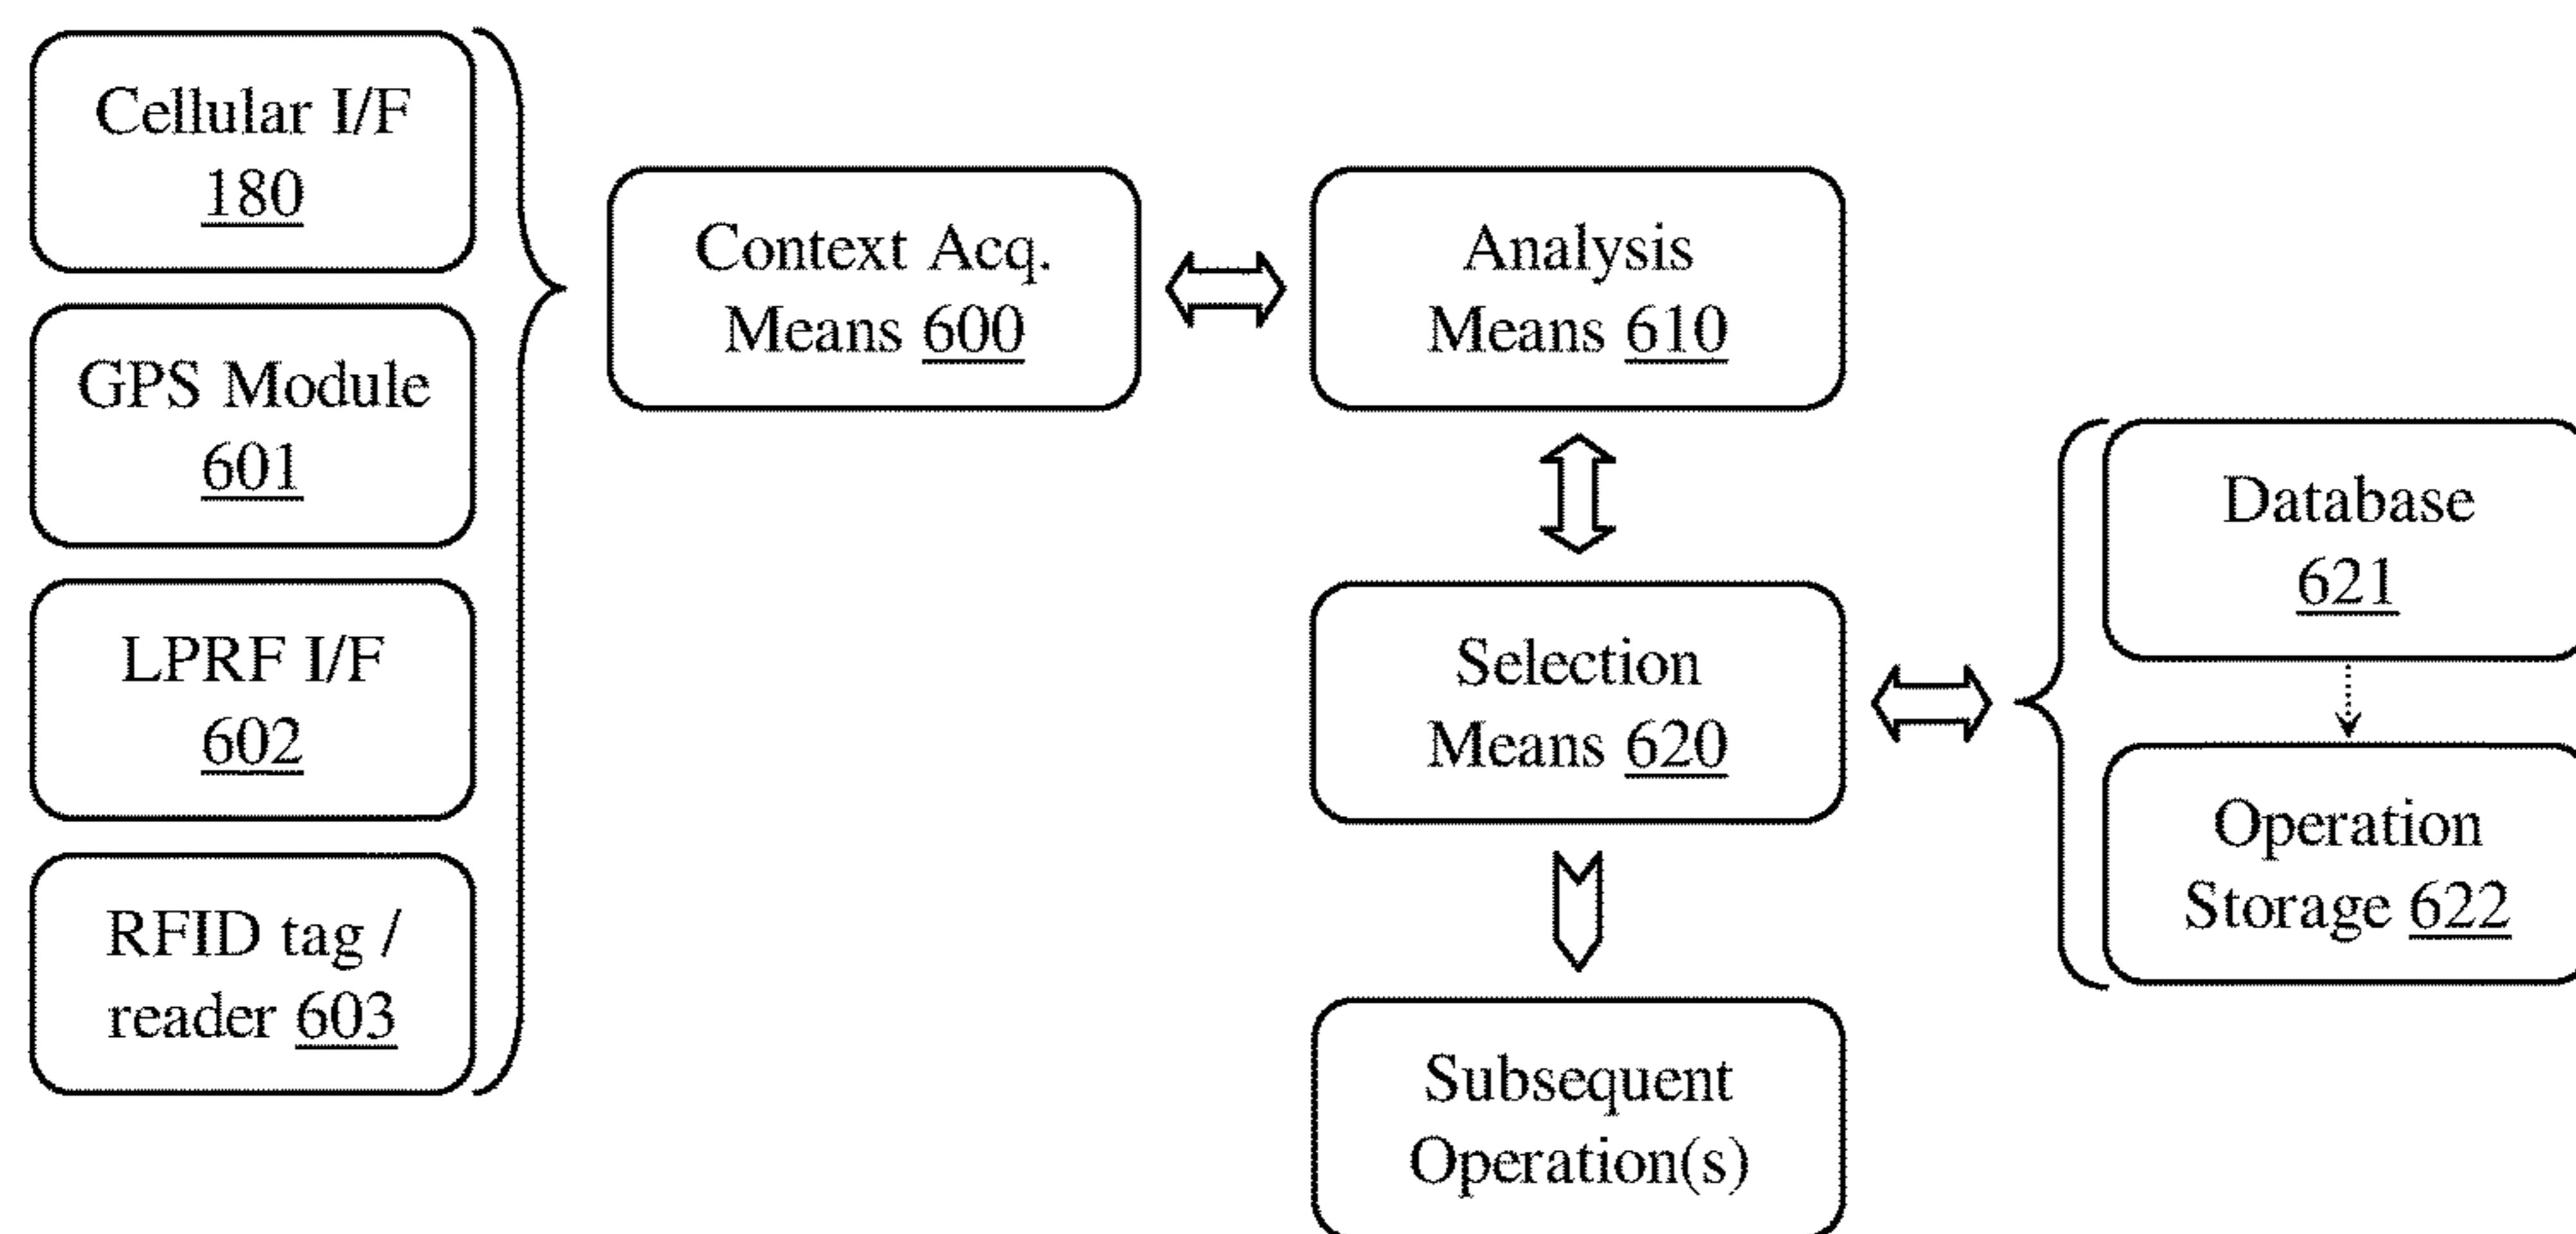 Cellular I/F
180
GPS Module
601
LPRF I/F
602
RFID tag /
reader 603
Context Acq.
Means 600
Analysis
Means 610
Selection
Means 620
Subsequent
Operation(s)
Database
621
Operation
Storage 622